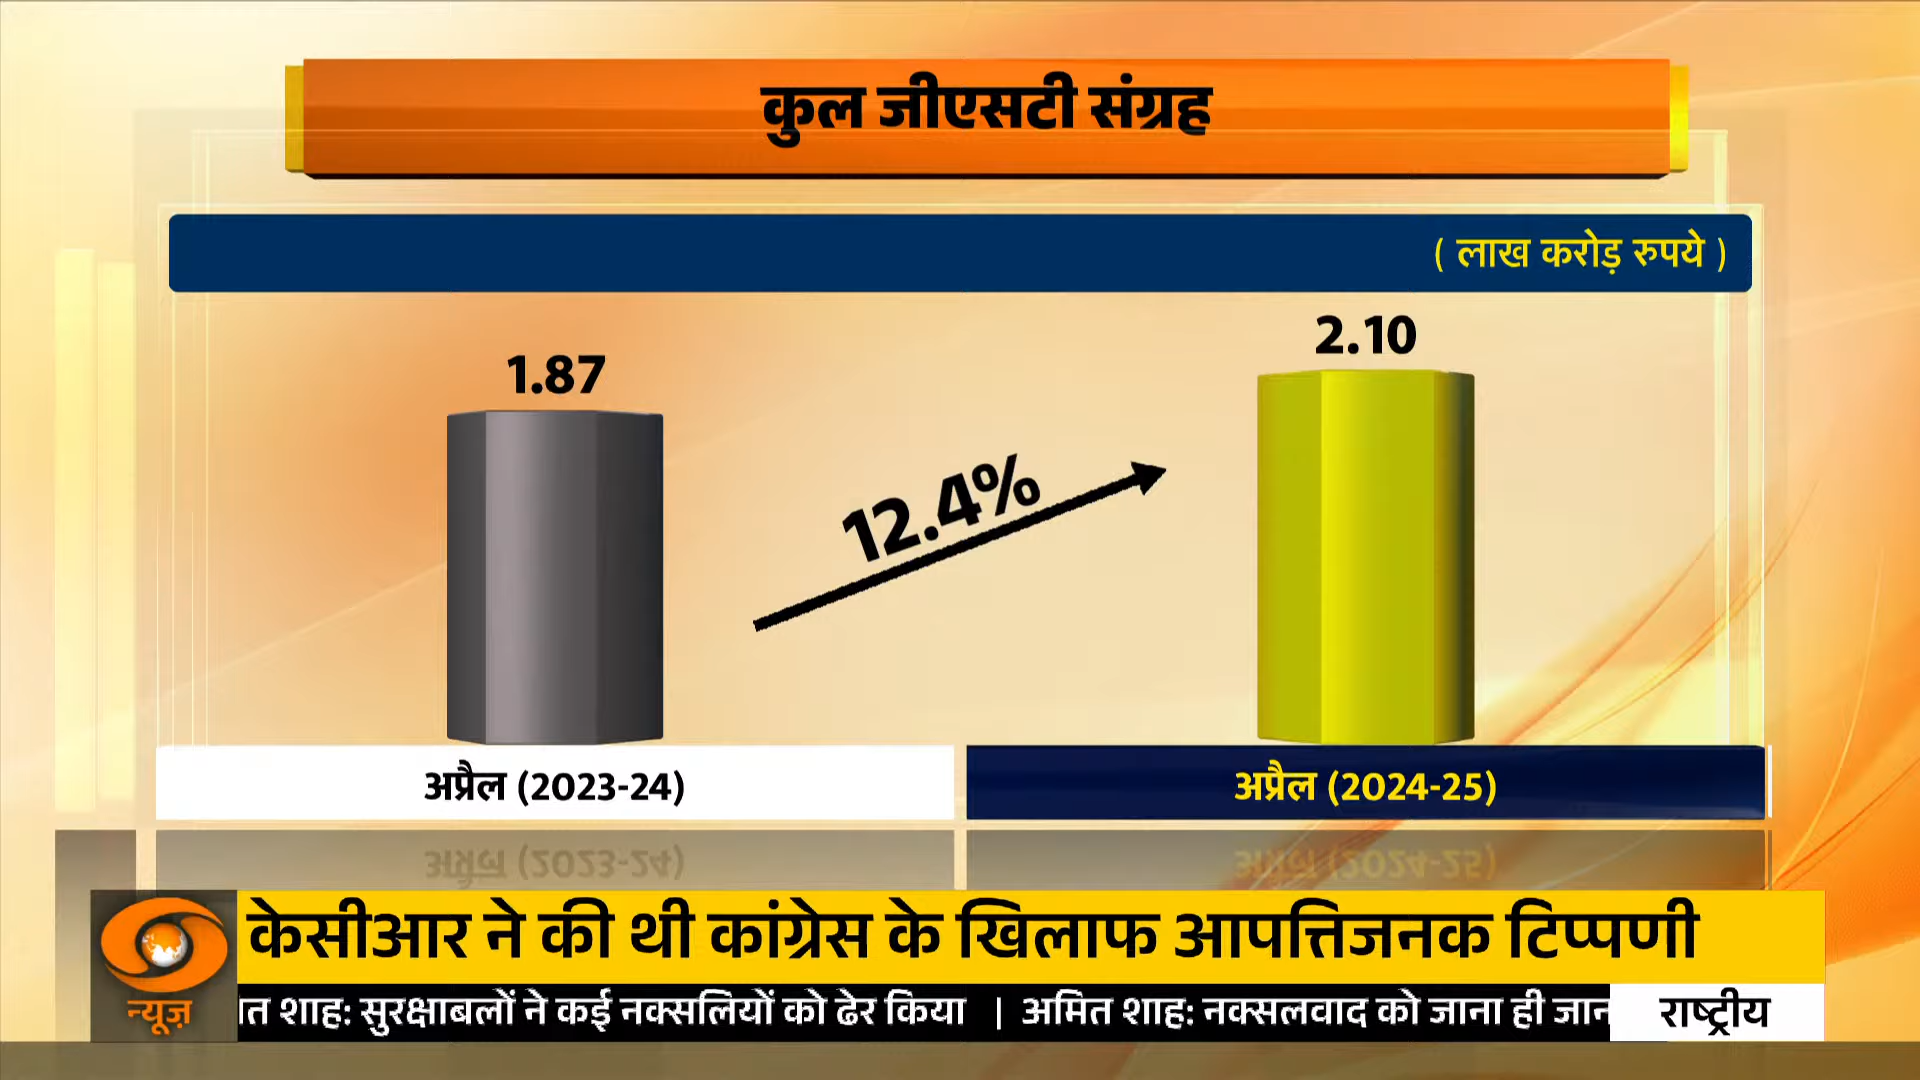 कुल जीएसटी संग्रह
( लाख करोड़ रुपये )
1.87
2.10
12.4%
अप्रैल (2023-24)
अप्रैल (2024-25)
केसीआर ने की थी कांग्रेस के खिलाफ आपत्तिजनक टिप्पणी
न्यूज़
शाह: सुरक्षाबलों ने कई नक्सलियों को ढेर किया | अमित शाह: नक्सलवाद को जाना ही
राष्ट्रीय